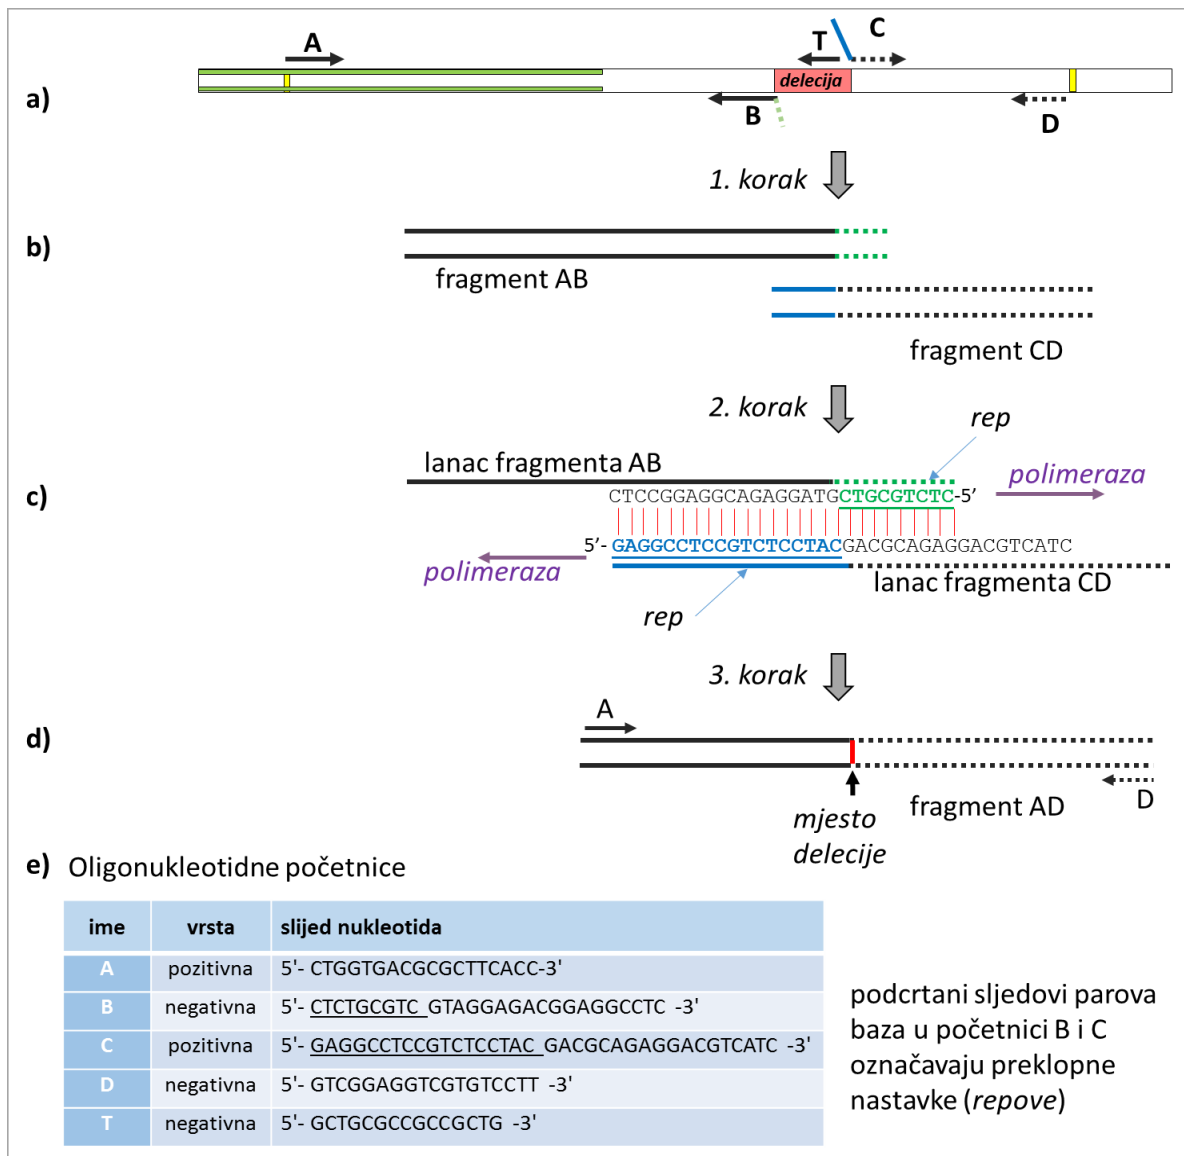 A
T
C
a)
delecija
B
D
1. korak
b)
fragment AB
fragment CD
2. korak
rep
lanac fragmenta AB
polimeraza
c)
CTCCGGAGGCAGAGGATGCTGCGTCTC-5'
5'- GAGGCCTCCGTCTCCTACGACGCAGAGGACGTCATC
polimeraza
lanac fragmenta CD
rep
3. korak
A
d)
fragment AD
D
mjesto
delecije
e) Oligonukleotidne početnice
ime vrsta slijed nukleotida
A pozitivna 5'- CTGGTGACGCGCTTCACC-3'
B negativna 5'- CTCTGCGTC GTAGGAGACGGAGGCCTC -3'
C pozitivna 5'- GAGGCCTCCGTCTCCTAC GACGCAGAGGACGTCATC -3'
D negativna 5'- GTCGGAGGTCGTGTCCTT -3'
T negativna 5'- GCTGCGCCGCCGCTG -3'
podcrtani sljedovi parova
baza u početnici B i C
označavaju preklopne
nastavke (repove)